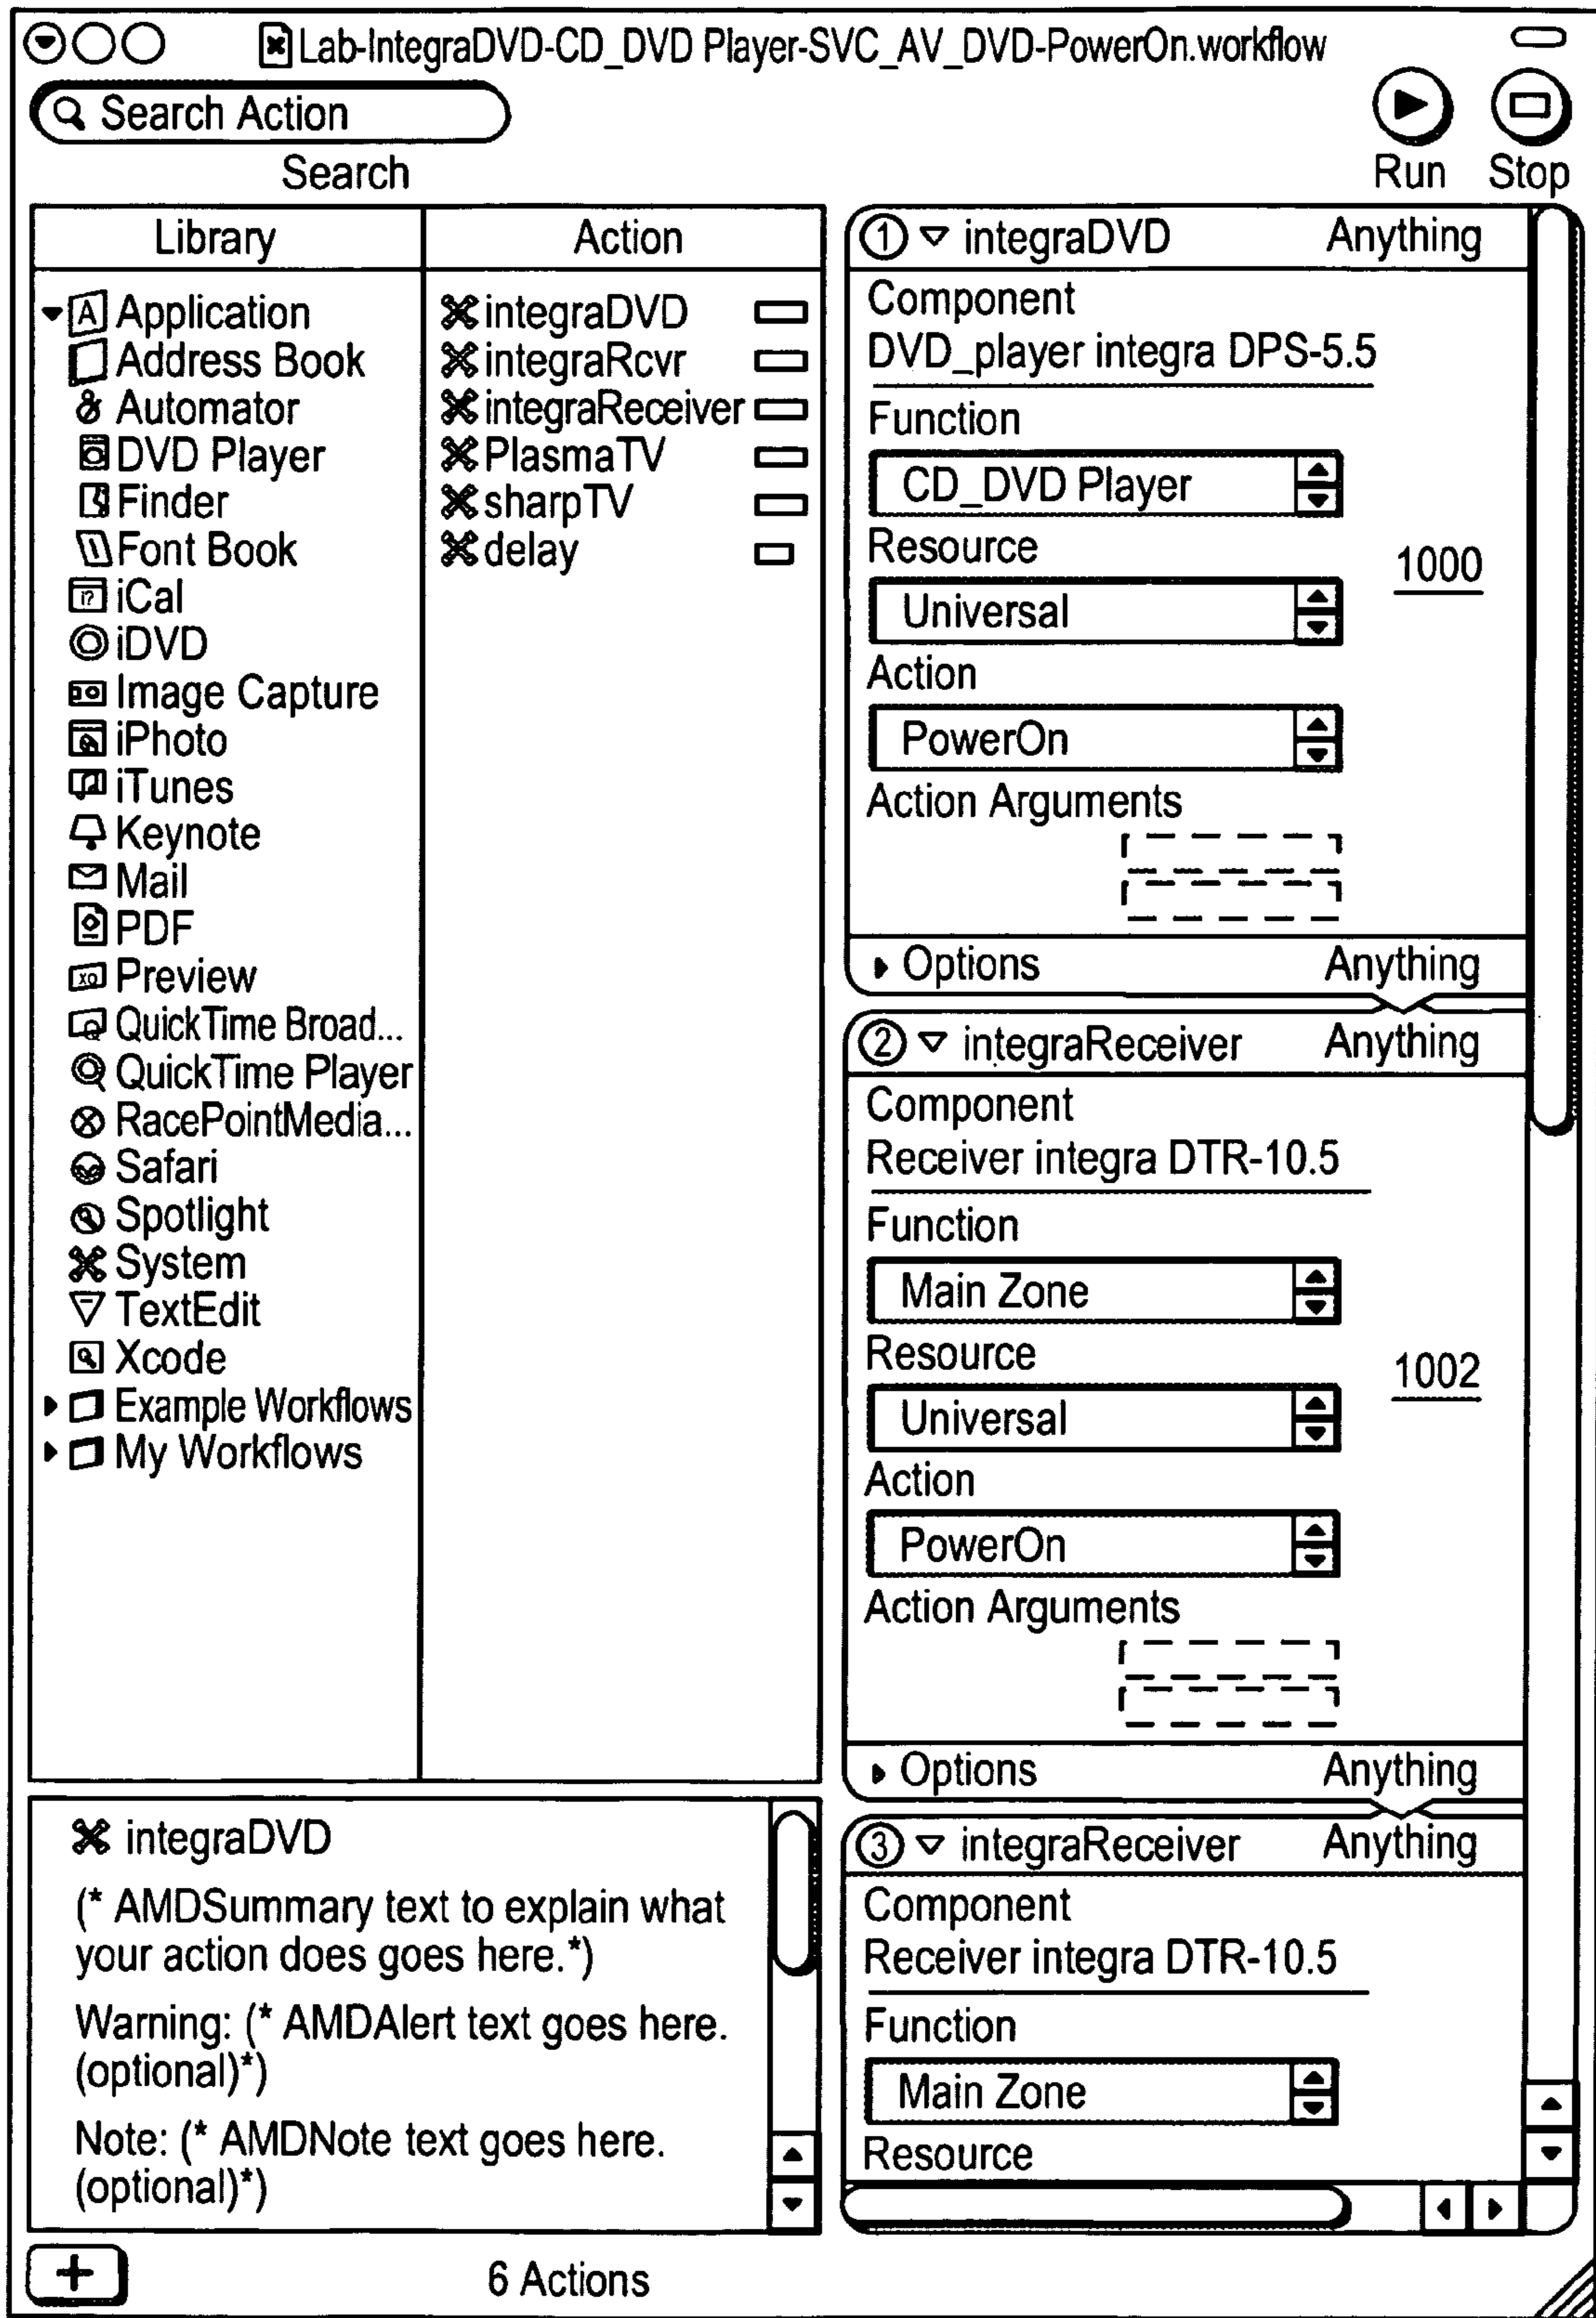 Lab-IntegraDVD-CD_DVD Player-SVC_AV_DVD-PowerOn.workflow
Search Action
Search
Run
Stop
Library
Application
Address Book
Automator
DVD Player
Finder
Font Book
iCal
iDVD
Image Capture
iPhoto
iTunes
Keynote
Mail
PDF
Preview
QuickTime Broad...
QuickTime Player
RacePointMedia...
Safari
Spotlight
System
TextEdit
Xcode
Example Workflows
My Workflows
Action
integraDVD
integraRcvr
integraReceiver
PlasmaTV
sharpTV
delay
integraDVD
(* AMDSummary text to explain what
your action does goes here.*)
Warning: (* AMDAlert text goes here.
(optional)*)
Note: (* AMDNote text goes here.
(optional)*)
1 integraDVD Anything
Component
DVD_player integra DPS-5.5
Function
CD_DVD Player
Resource
1000
Universal
Action
PowerOn
Action Arguments
Options Anything
2 integraReceiver Anything
Component
Receiver integra DTR-10.5
Function
Main Zone
Resource
1002
Universal
Action
PowerOn
Action Arguments
Options Anything
3 integraReceiver Anything
Component
Receiver integra DTR-10.5
Function
Main Zone
Resource
+
6 Actions